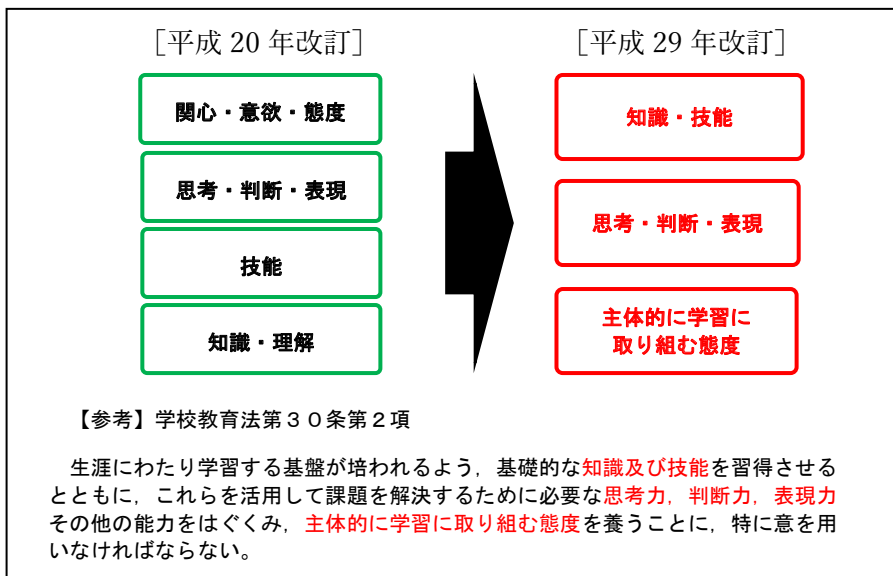 ［平成 20 年改訂］
関心・意欲・態度
思考・判断・表現
技能
知識・理解
［平成 29 年改訂］
知識・技能
思考・判断・表現
主体的に学習に
取り組む態度
【参考】学校教育法第３０条第２項
生涯にわたり学習する基盤が培われるよう，基礎的な知識及び技能を習得させる
とともに，これらを活用して課題を解決するために必要な思考力，判断力，表現力
その他の能力をはぐくみ，主体的に学習に取り組む態度を養うことに，特に意を用
いなければならない。